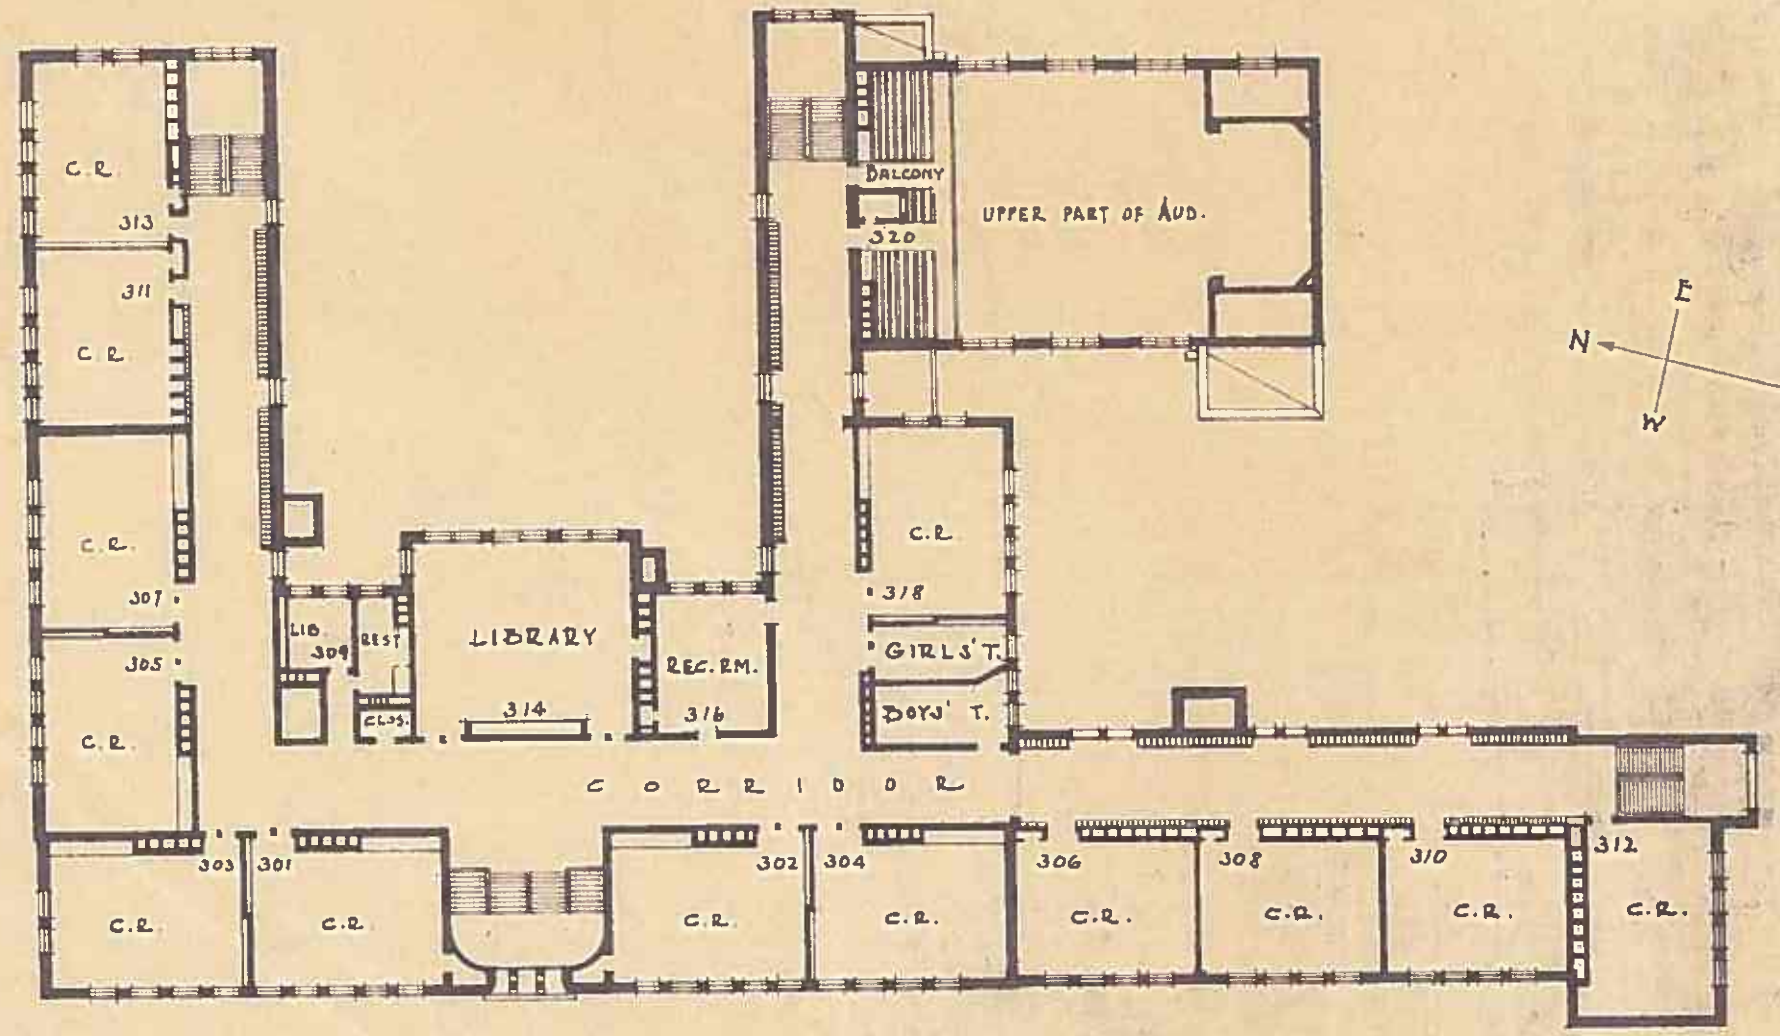 C.R.
313
311
C.R.
C.R.
307
305
C.R.
BALCONY
320
UPPER PART OF AUD.
E
N
W
C.R.
318
LIB.
309
REST
LIBRARY
REC. RM.
GIRLS' T.
CLOS.
314
316
BOYS' T.
CORRIDOR
303
301
302
304
306
308
310
312
C.R.
C.R.
C.R.
C.R.
C.R.
C.R.
C.R.
C.R.